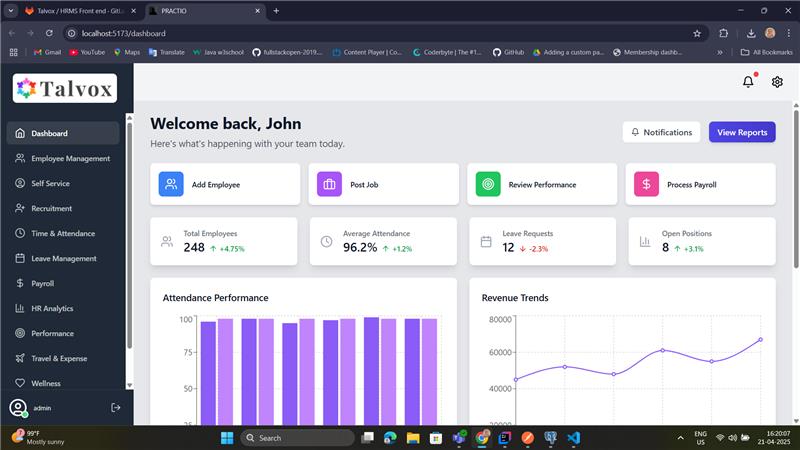 Talvox / HRMS Front end · GitL
PRACTIO
localhost:5173/dashboard
Gmail
YouTube
Maps
Translate
Java w3school
fullstackopen-2019....
Content Player | Co...
Coderbyte | The #1...
GitHub
Adding a custom pa...
Membership dashbo...
All Bookmarks
Talvox
Dashboard
Employee Management
Self Service
Recruitment
Time & Attendance
Leave Management
Payroll
HR Analytics
Performance
Travel & Expense
Wellness
admin
Welcome back, John
Here's what's happening with your team today.
Notifications
View Reports
Add Employee
Post Job
Review Performance
Process Payroll
Total Employees
248 ↑ +4.75%
Average Attendance
96.2% ↑ +1.2%
Leave Requests
12 ↓ -2.3%
Open Positions
8 ↑ +3.1%
Attendance Performance
100
75
50
25
Revenue Trends
80000
60000
40000
20000
99°F
Mostly sunny
Search
ENG
US
16:20:07
21-04-2025